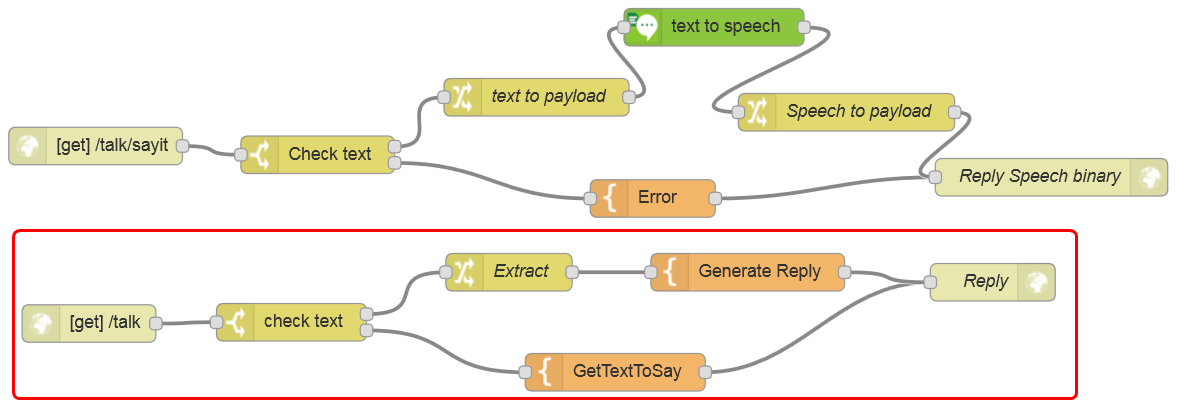 text to speech
text to payload
Speech to payload
[get] /talk/sayit
Check text
Reply Speech binary
Error
Extract
Generate Reply
Reply
[get] /talk
check text
GetTextToSay